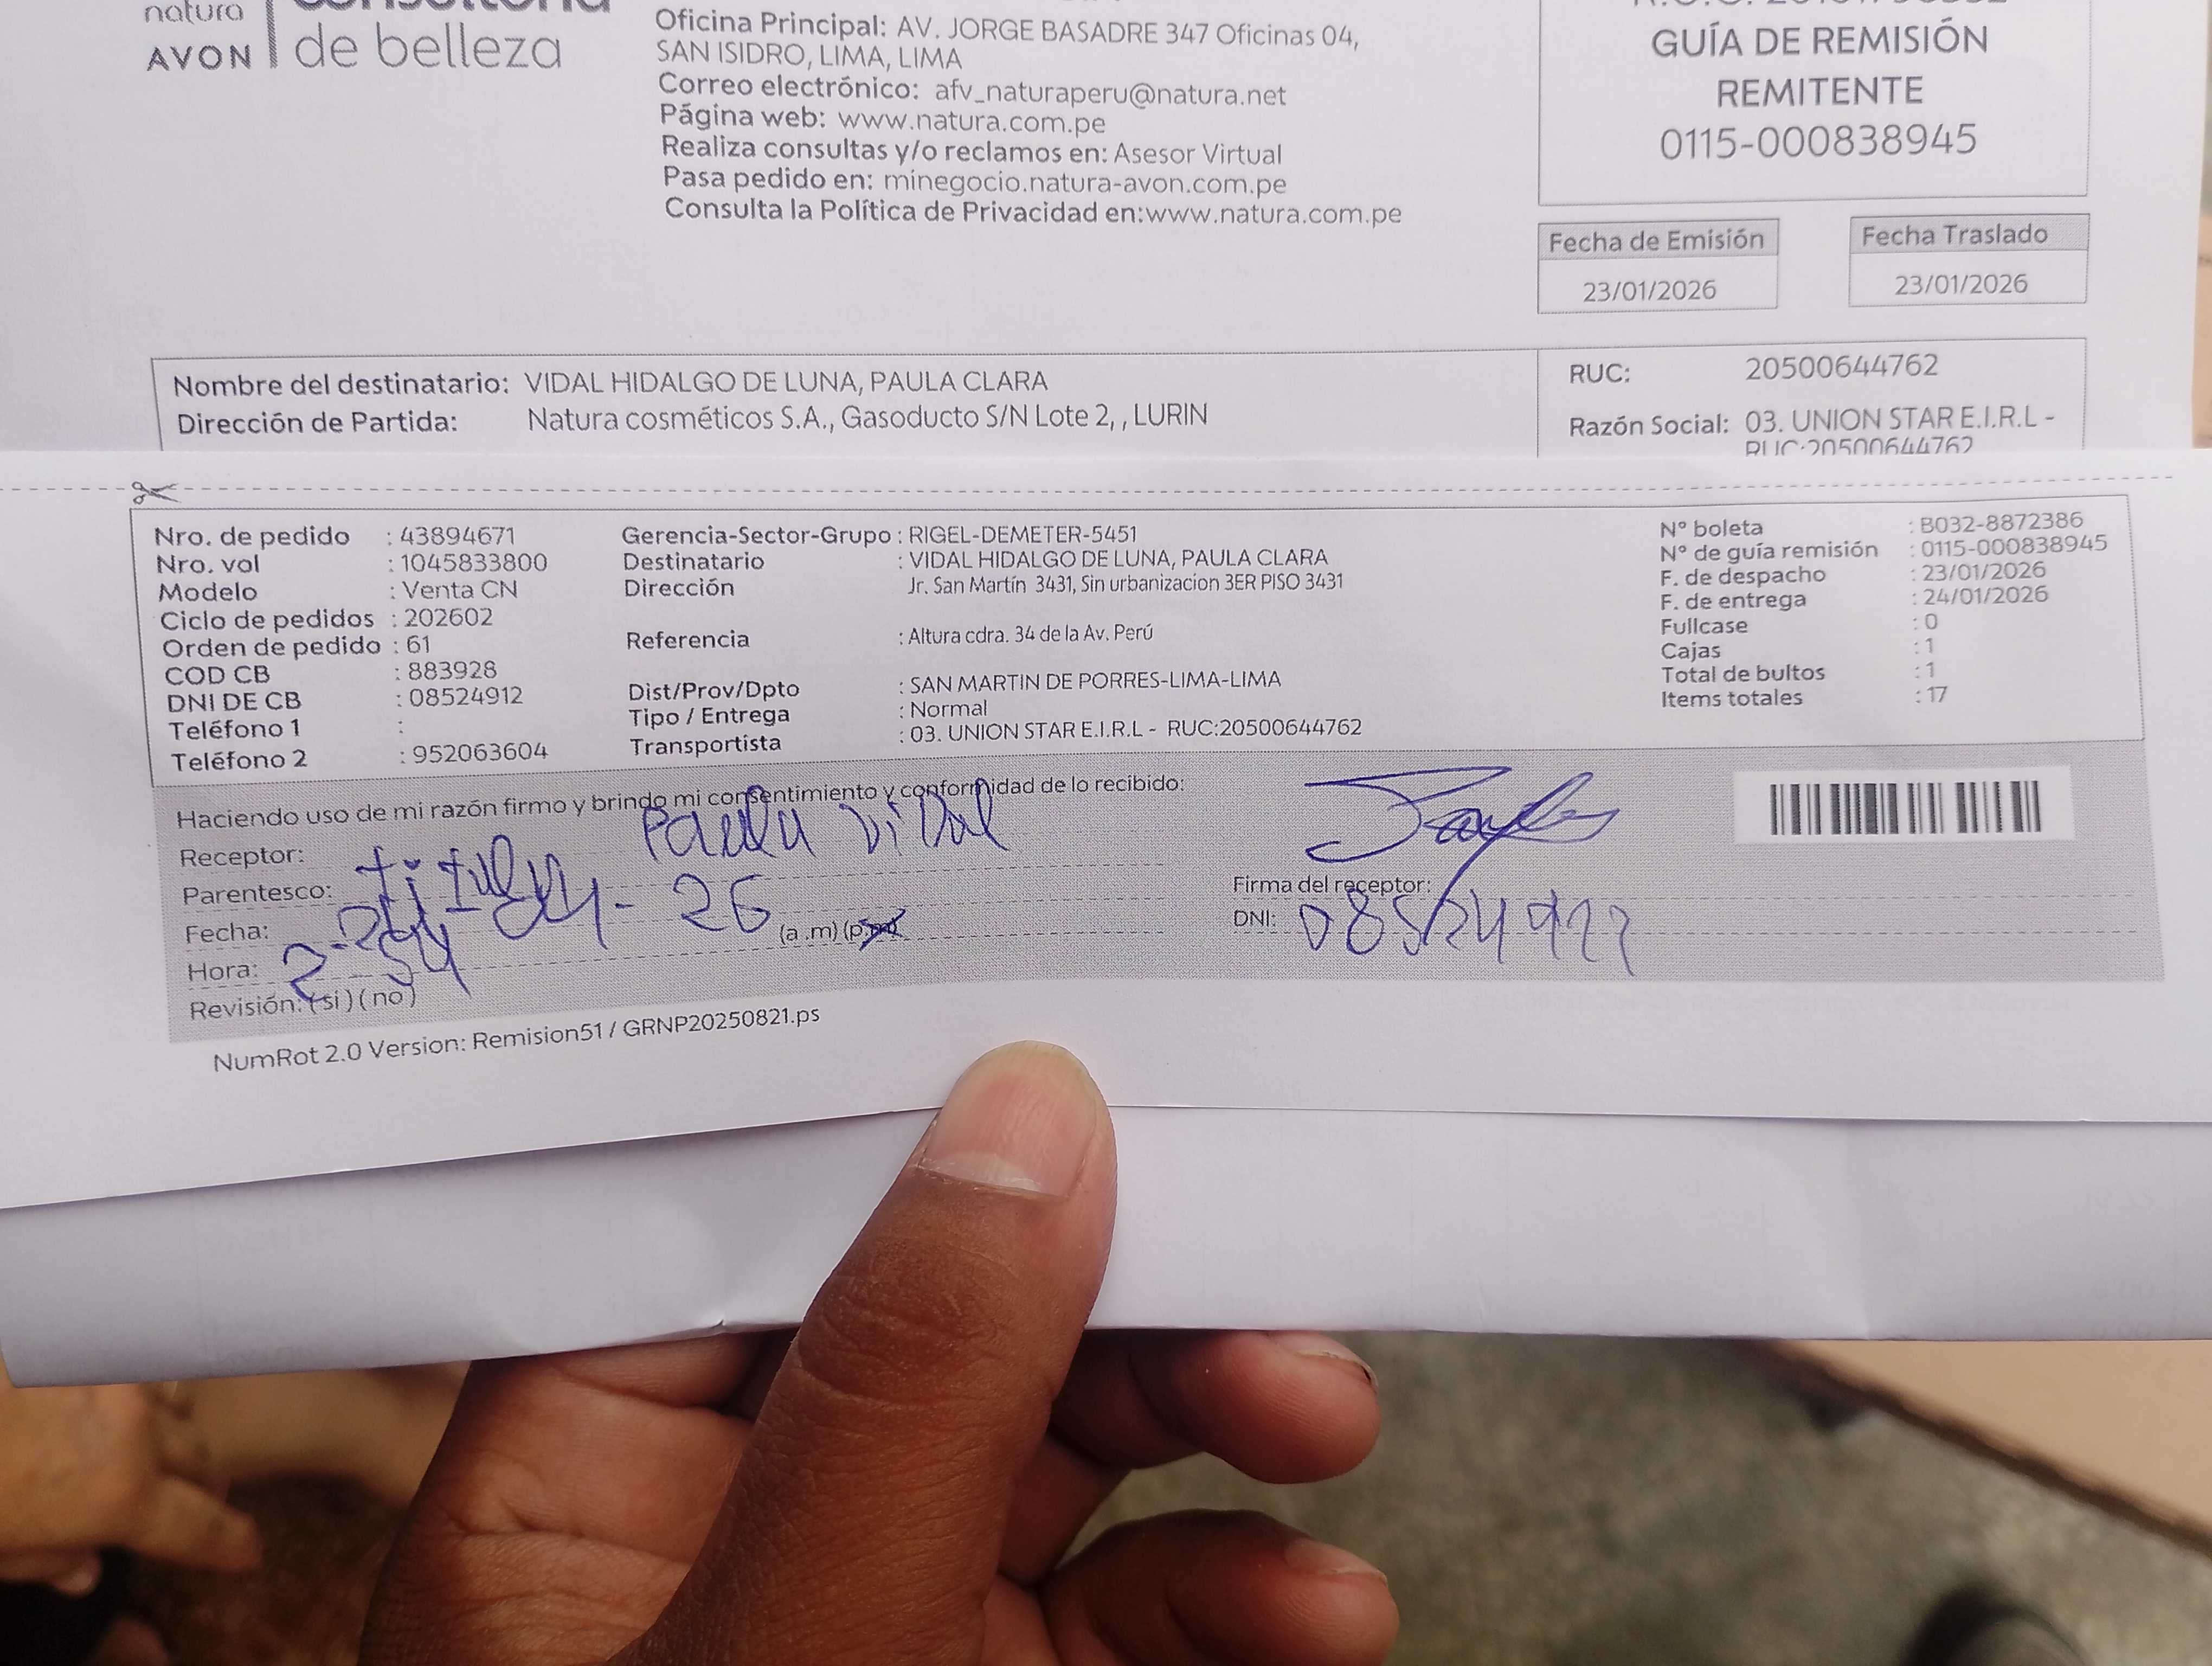 natura
AVON
de belleza
Oficina Principal: AV. JORGE BASADRE 347 Oficinas 04,
SAN ISIDRO, LIMA, LIMA
Correo electrónico: afv_naturaperu@natura.net
Página web: www.natura.com.pe
Realiza consultas y/o reclamos en: Asesor Virtual
Pasa pedido en: minegocio.natura-avon.com.pe
Consulta la Política de Privacidad en:www.natura.com.pe
GUÍA DE REMISIÓN
REMITENTE
0115-000838945
Fecha de Emisión
23/01/2026
Fecha Traslado
23/01/2026
Nombre del destinatario: VIDAL HIDALGO DE LUNA, PAULA CLARA
Dirección de Partida: Natura cosméticos S.A., Gasoducto S/N Lote 2, , LURIN
RUC: 20500644762
Razón Social: 03. UNION STAR E.I.R.L -
RUC:20500644762
Nro. de pedido : 43894671
Nro. vol : 1045833800
Modelo : Venta CN
Ciclo de pedidos : 202602
Orden de pedido : 61
COD CB : 883928
DNI DE CB : 08524912
Teléfono 1 :
Teléfono 2 : 952063604
Gerencia-Sector-Grupo : RIGEL-DEMETER-5451
Destinatario : VIDAL HIDALGO DE LUNA, PAULA CLARA
Dirección Jr. San Martín 3431, Sin urbanizacion 3ER PISO 3431
Referencia : Altura cdra. 34 de la Av. Perú
Dist/Prov/Dpto : SAN MARTIN DE PORRES-LIMA-LIMA
Tipo / Entrega : Normal
Transportista : 03. UNION STAR E.I.R.L - RUC:20500644762
N° boleta : B032-8872386
N° de guía remisión : 0115-000838945
F. de despacho : 23/01/2026
F. de entrega : 24/01/2026
Fullcase : 0
Cajas : 1
Total de bultos : 1
Items totales : 17
Haciendo uso de mi razón firmo y brindo mi consentimiento y conformidad de lo recibido:
Receptor: Paula Vidal
Parentesco: titular
Fecha: 26
Hora: 2-54 (a .m) (p.m)
Revisión: (si) (no)
Firma del receptor:
DNI:
NumRot 2.0 Version: Remision51 / GRNP20250821.ps